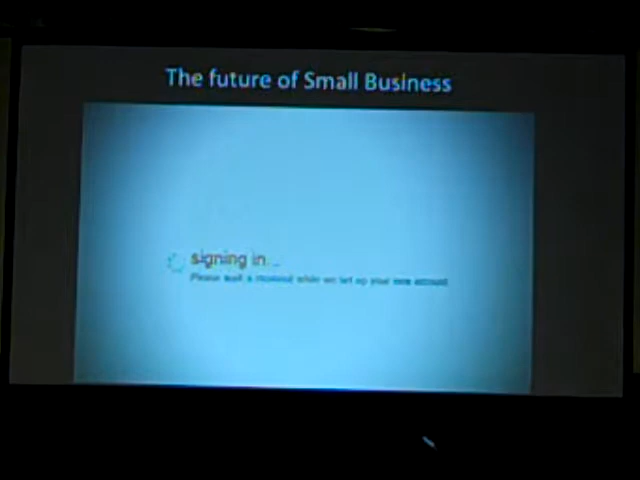 The future of Small Business
signing in...
Please wait a moment while we set up your new account